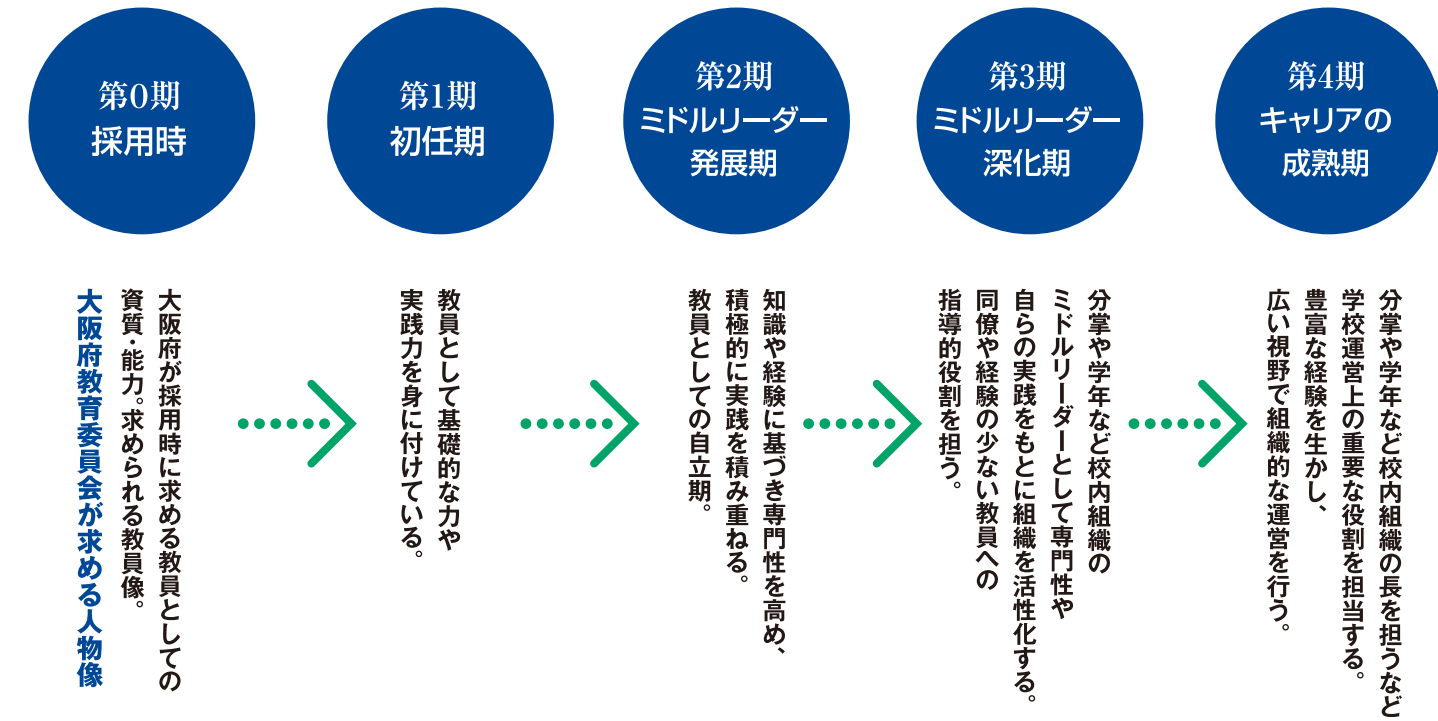 第0期
採用時
大阪府が採用時に求める教員としての
資質・能力。求められる教員像。
大阪府教育委員会が求める人物像
第1期
初任期
教員として基礎的な力や
実践力を身に付けている。
第2期
ミドルリーダー
発展期
知識や経験に基づき専門性を高め、
積極的に実践を積み重ねる。
教員としての自立期。
第3期
ミドルリーダー
深化期
分掌や学年など校内組織の
ミドルリーダーとして専門性や
自らの実践をもとに組織を活性化する。
同僚や経験の少ない教員への
指導的役割を担う。
第4期
キャリアの
成熟期
分掌や学年など校内組織の長を担うなど
学校運営上の重要な役割を担当する。
豊富な経験を生かし、
広い視野で組織的な運営を行う。